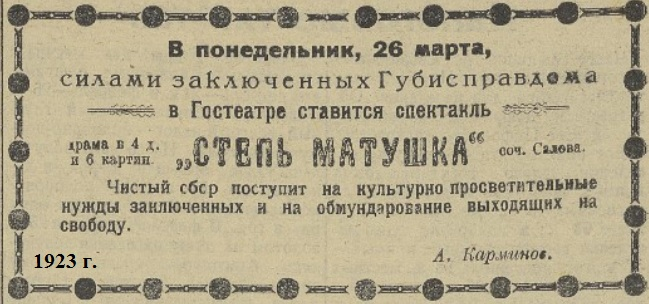 В понедельник, 26 марта,
силами заключенных Губисправдома
в Гостеатре ставится спектакль
драма в 4 д.
и 6 картин.
„СТЕПЬ МАТУШКА“
соч. Салова.
Чистый сбор поступит на культурно просветительные
нужды заключенных и на обмундарование выходящих на
свободу.
А. Карминов.
1923 г.